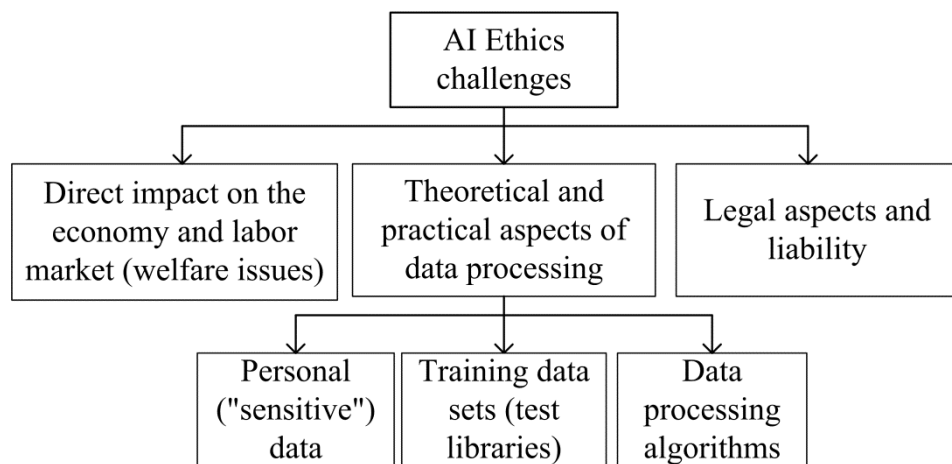 AI Ethics
challenges
Direct impact on the
economy and labor
market (welfare issues)
Theoretical and
practical aspects of
data processing
Legal aspects and
liability
Personal
("sensitive")
data
Training data
sets (test
libraries)
Data
processing
algorithms